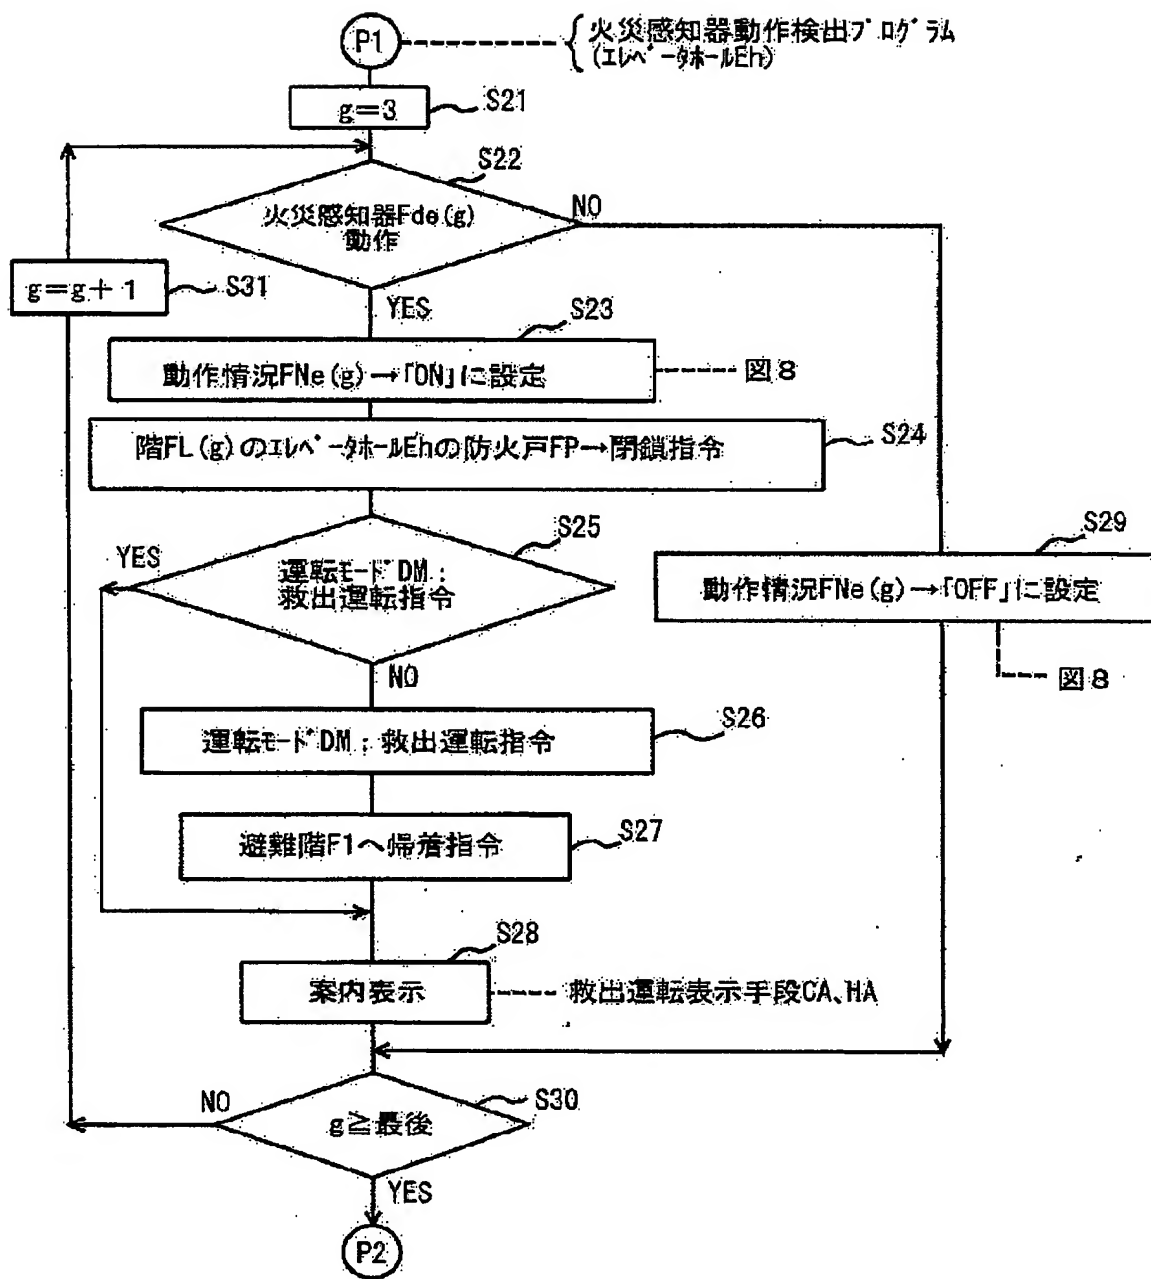 P1
火災感知器動作検出プログラム
(エレベータホールEh)
g=3
S21
S22
火災感知器Fde(g)
動作
NO
g=g+1
S31
YES
S23
動作情況FNe(g)→「ON」に設定
図8
S24
階FL(g)のエレベータホールEhの防火戸FP→閉鎖指令
S25
YES
運転モードDM:
救出運転指令
S29
動作情況FNe(g)→「OFF」に設定
NO
図8
S26
運転モードDM:救出運転指令
S27
避難階F1へ帰着指令
S28
案内表示
救出運転表示手段CA、HA
NO
S30
g≧最後
YES
P2